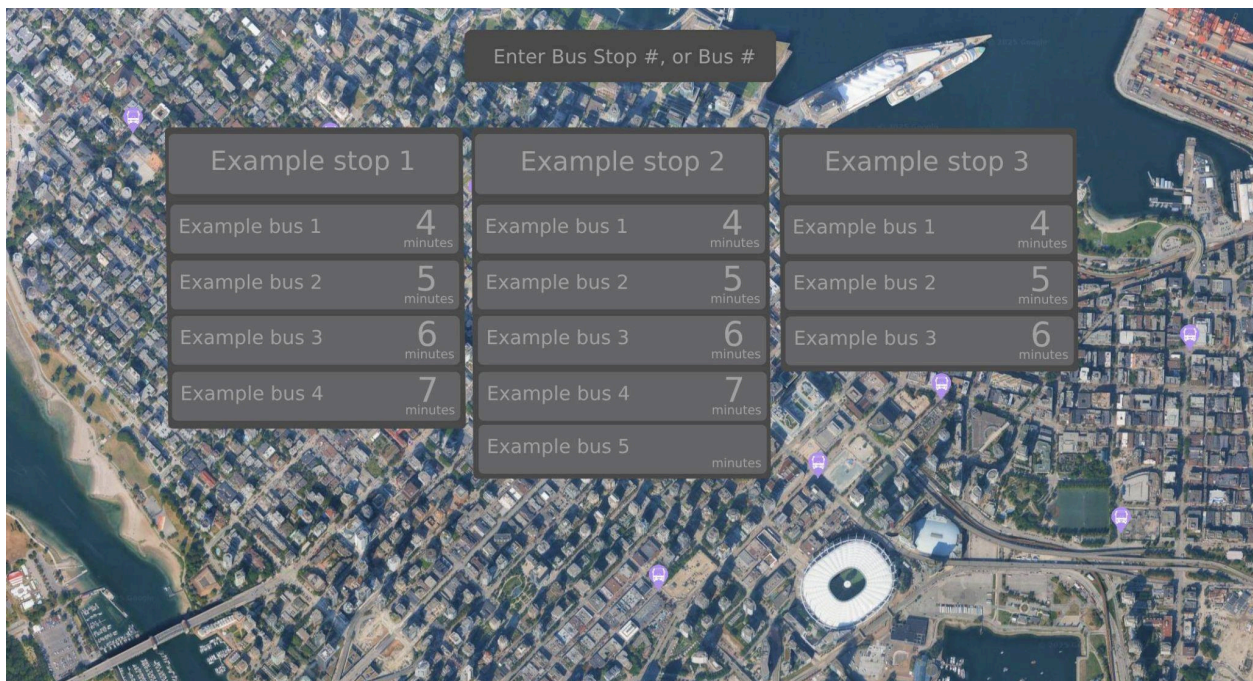 Enter Bus Stop #, or Bus #
Example stop 1
Example bus 1
4
minutes
Example bus 2
5
minutes
Example bus 3
6
minutes
Example bus 4
7
minutes
Example stop 2
Example bus 1
4
minutes
Example bus 2
5
minutes
Example bus 3
6
minutes
Example bus 4
7
minutes
Example bus 5
minutes
Example stop 3
Example bus 1
4
minutes
Example bus 2
5
minutes
Example bus 3
6
minutes